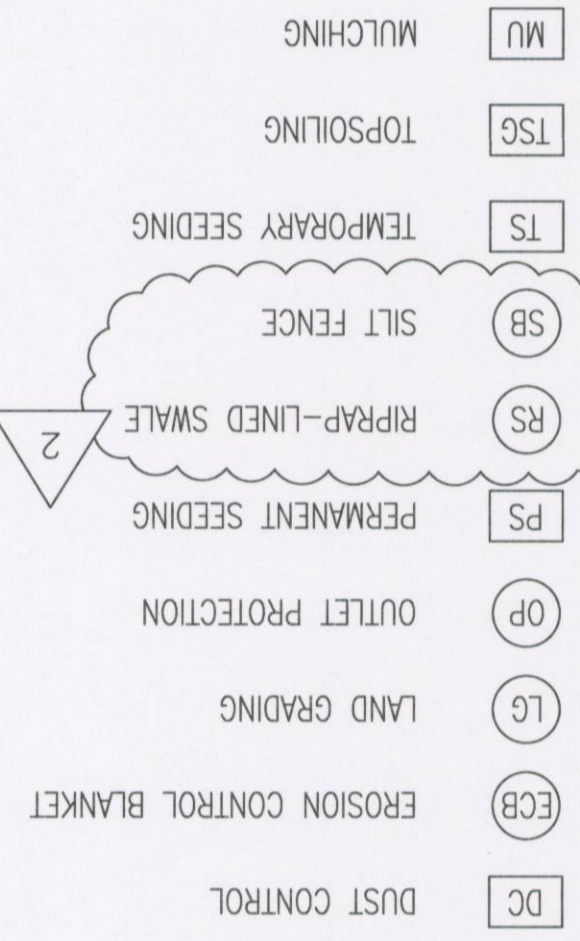 DC DUST CONTROL
ECB EROSION CONTROL BLANKET
LG LAND GRADING
OP OUTLET PROTECTION
PS PERMANENT SEEDING
RS RIPRAP-LINED SWALE
2
SB SILT FENCE
TS TEMPORARY SEEDING
TSG TOPSOILING
MU MULCHING